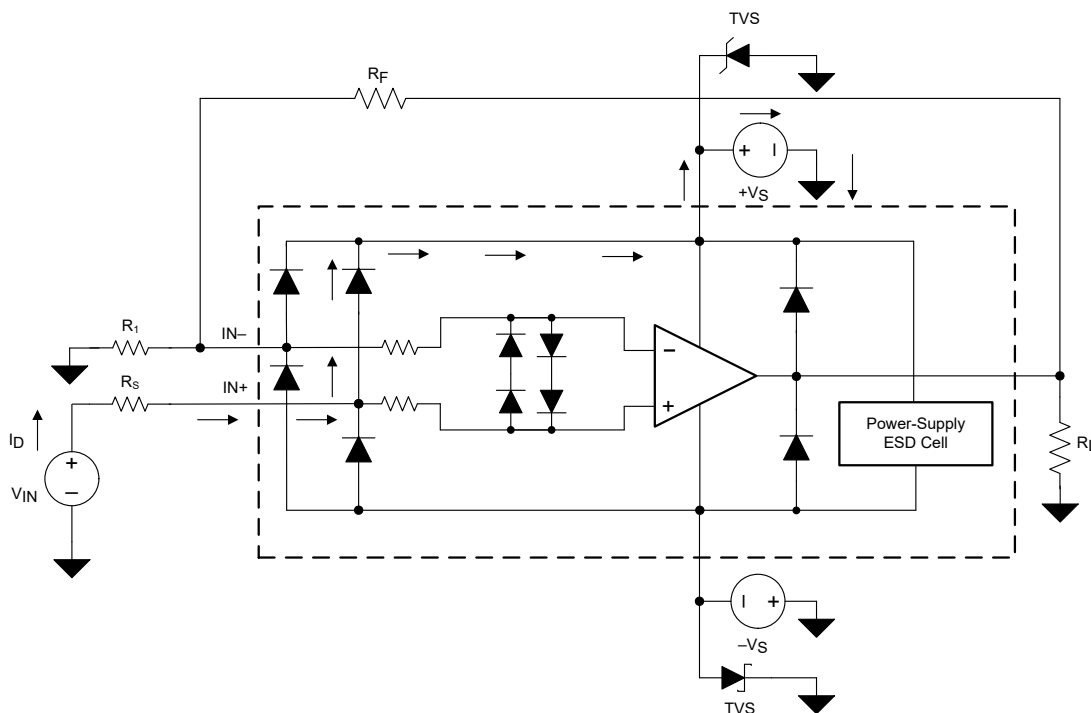 TVS
RF
+ –
+VS
R1
IN–
RS
IN+
ID
+
–
VIN
–
+
Power-Supply
ESD Cell
RL
– +
–VS
TVS